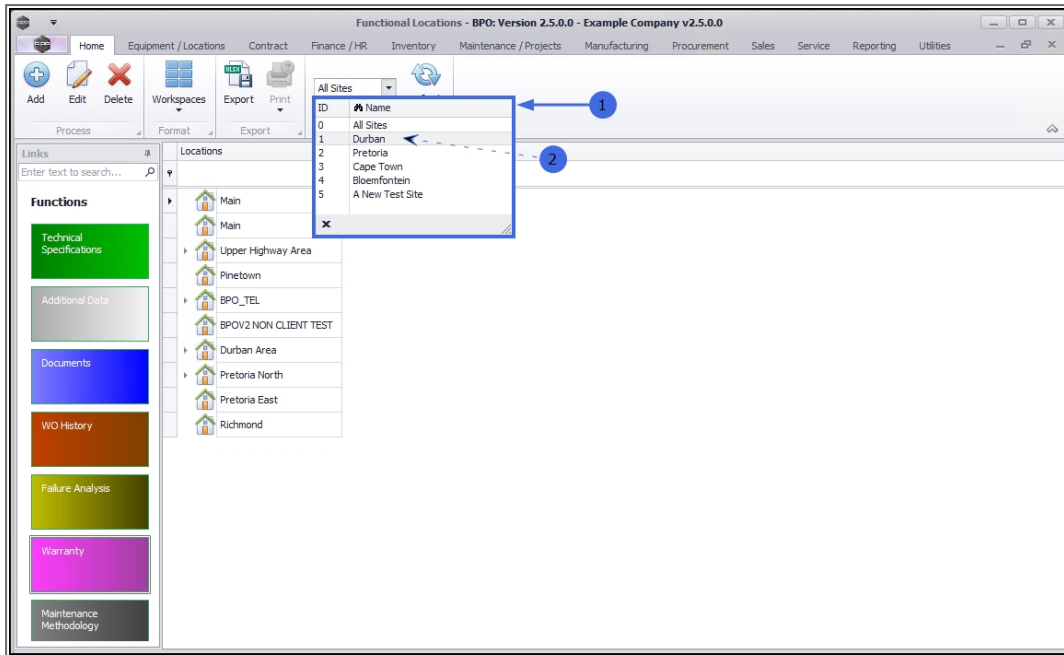 Functional Locations - BPO: Version 2.5.0.0 - Example Company v2.5.0.0
Home Equipment / Locations Contract Finance / HR Inventory Maintenance / Projects Manufacturing Procurement Sales Service Reporting Utilities
Add Edit Delete Workspaces Export Print
All Sites
Process Format Export
ID Name
0 All Sites
1 Durban
2 Pretoria
3 Cape Town
4 Bloemfontein
5 A New Test Site
1
2
Links
Enter text to search...
Functions
Technical
Specifications
Additional Data
Documents
WO History
Failure Analysis
Warranty
Maintenance
Methodology
Locations
Main
Main
Upper Highway Area
Pinetown
BPO_TEL
BPOV2 NON CLIENT TEST
Durban Area
Pretoria North
Pretoria East
Richmond